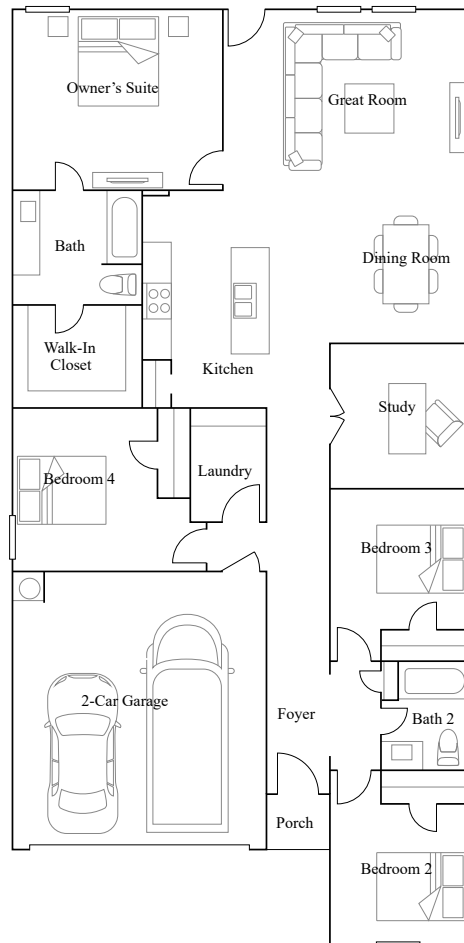 Owner's Suite
Great Room
Bath
Dining Room
Walk-In
Closet
Kitchen
Study
Laundry
Bedroom 4
Bedroom 3
2-Car Garage
Foyer
Bath 2
Porch
Bedroom 2